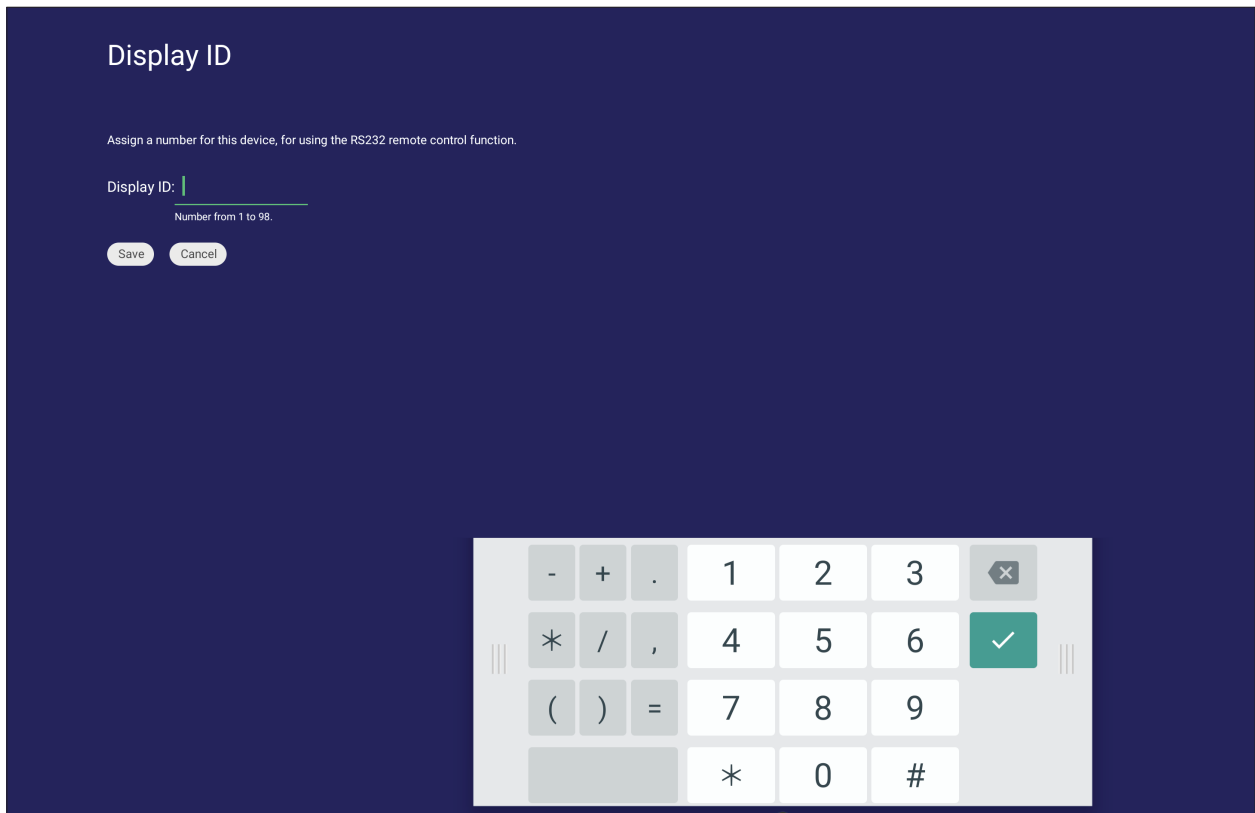 Display ID
Assign a number for this device, for using the RS232 remote control function.
Display ID:
Number from 1 to 98.
Save Cancel
- + . 1 2 3
* / , 4 5 6
( ) = 7 8 9
* 0 #